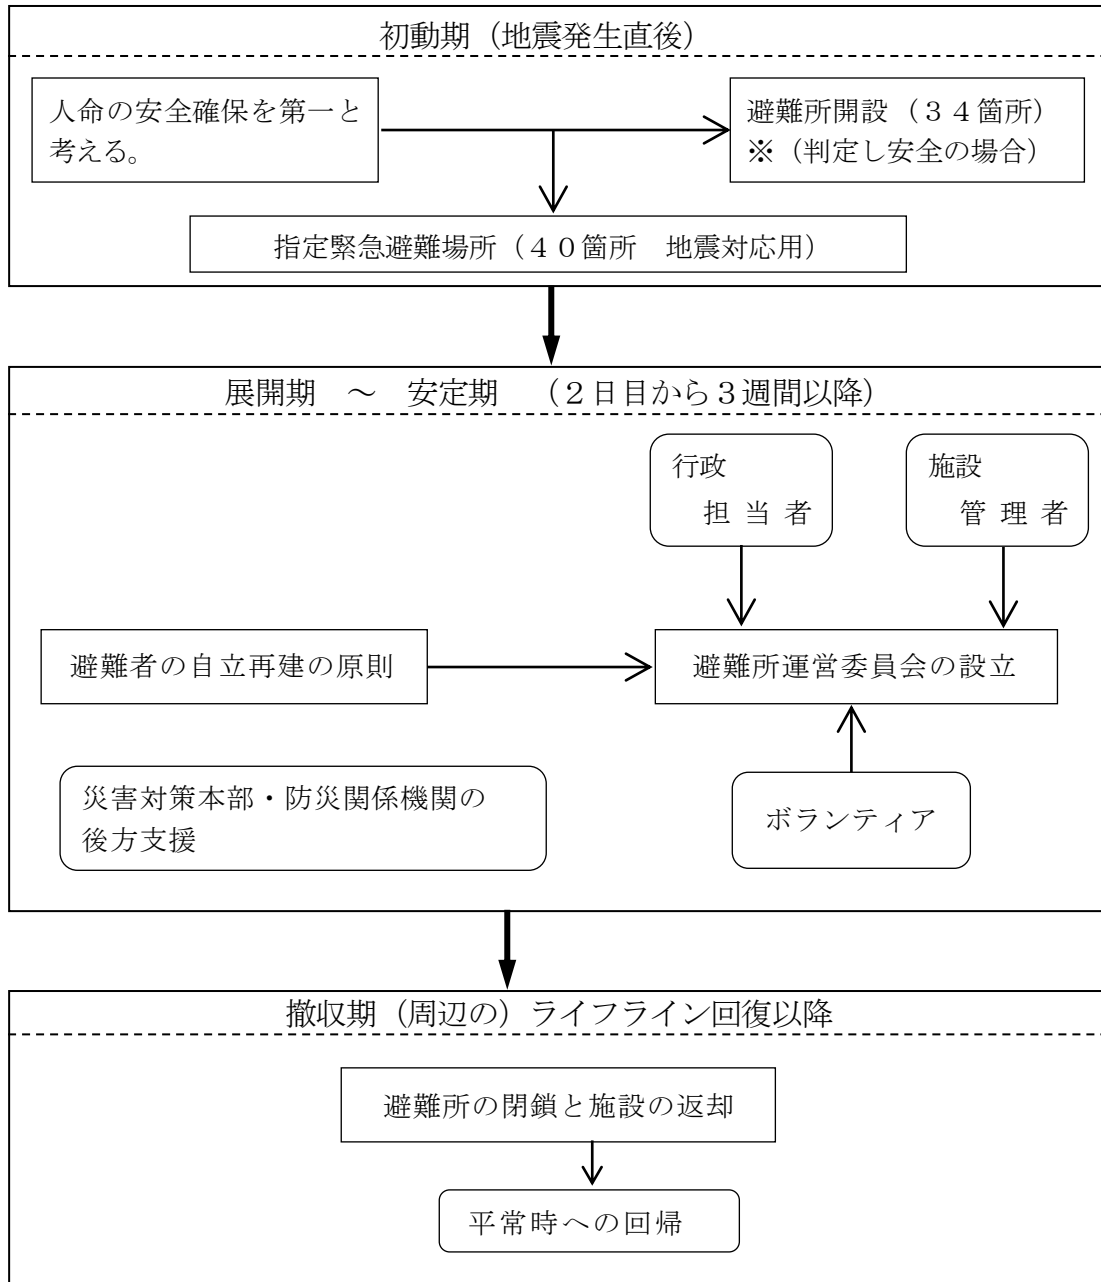 初動期（地震発生直後）
人命の安全確保を第一と
考える。
避難所開設（３４箇所）
※（判定し安全の場合）
指定緊急避難場所（４０箇所　地震対応用）
展開期　～　安定期　（２日目から３週間以降）
行政
担当者
施設
管理者
避難者の自立再建の原則
避難所運営委員会の設立
災害対策本部・防災関係機関の
後方支援
ボランティア
撤収期（周辺の）ライフライン回復以降
避難所の閉鎖と施設の返却
平常時への回帰